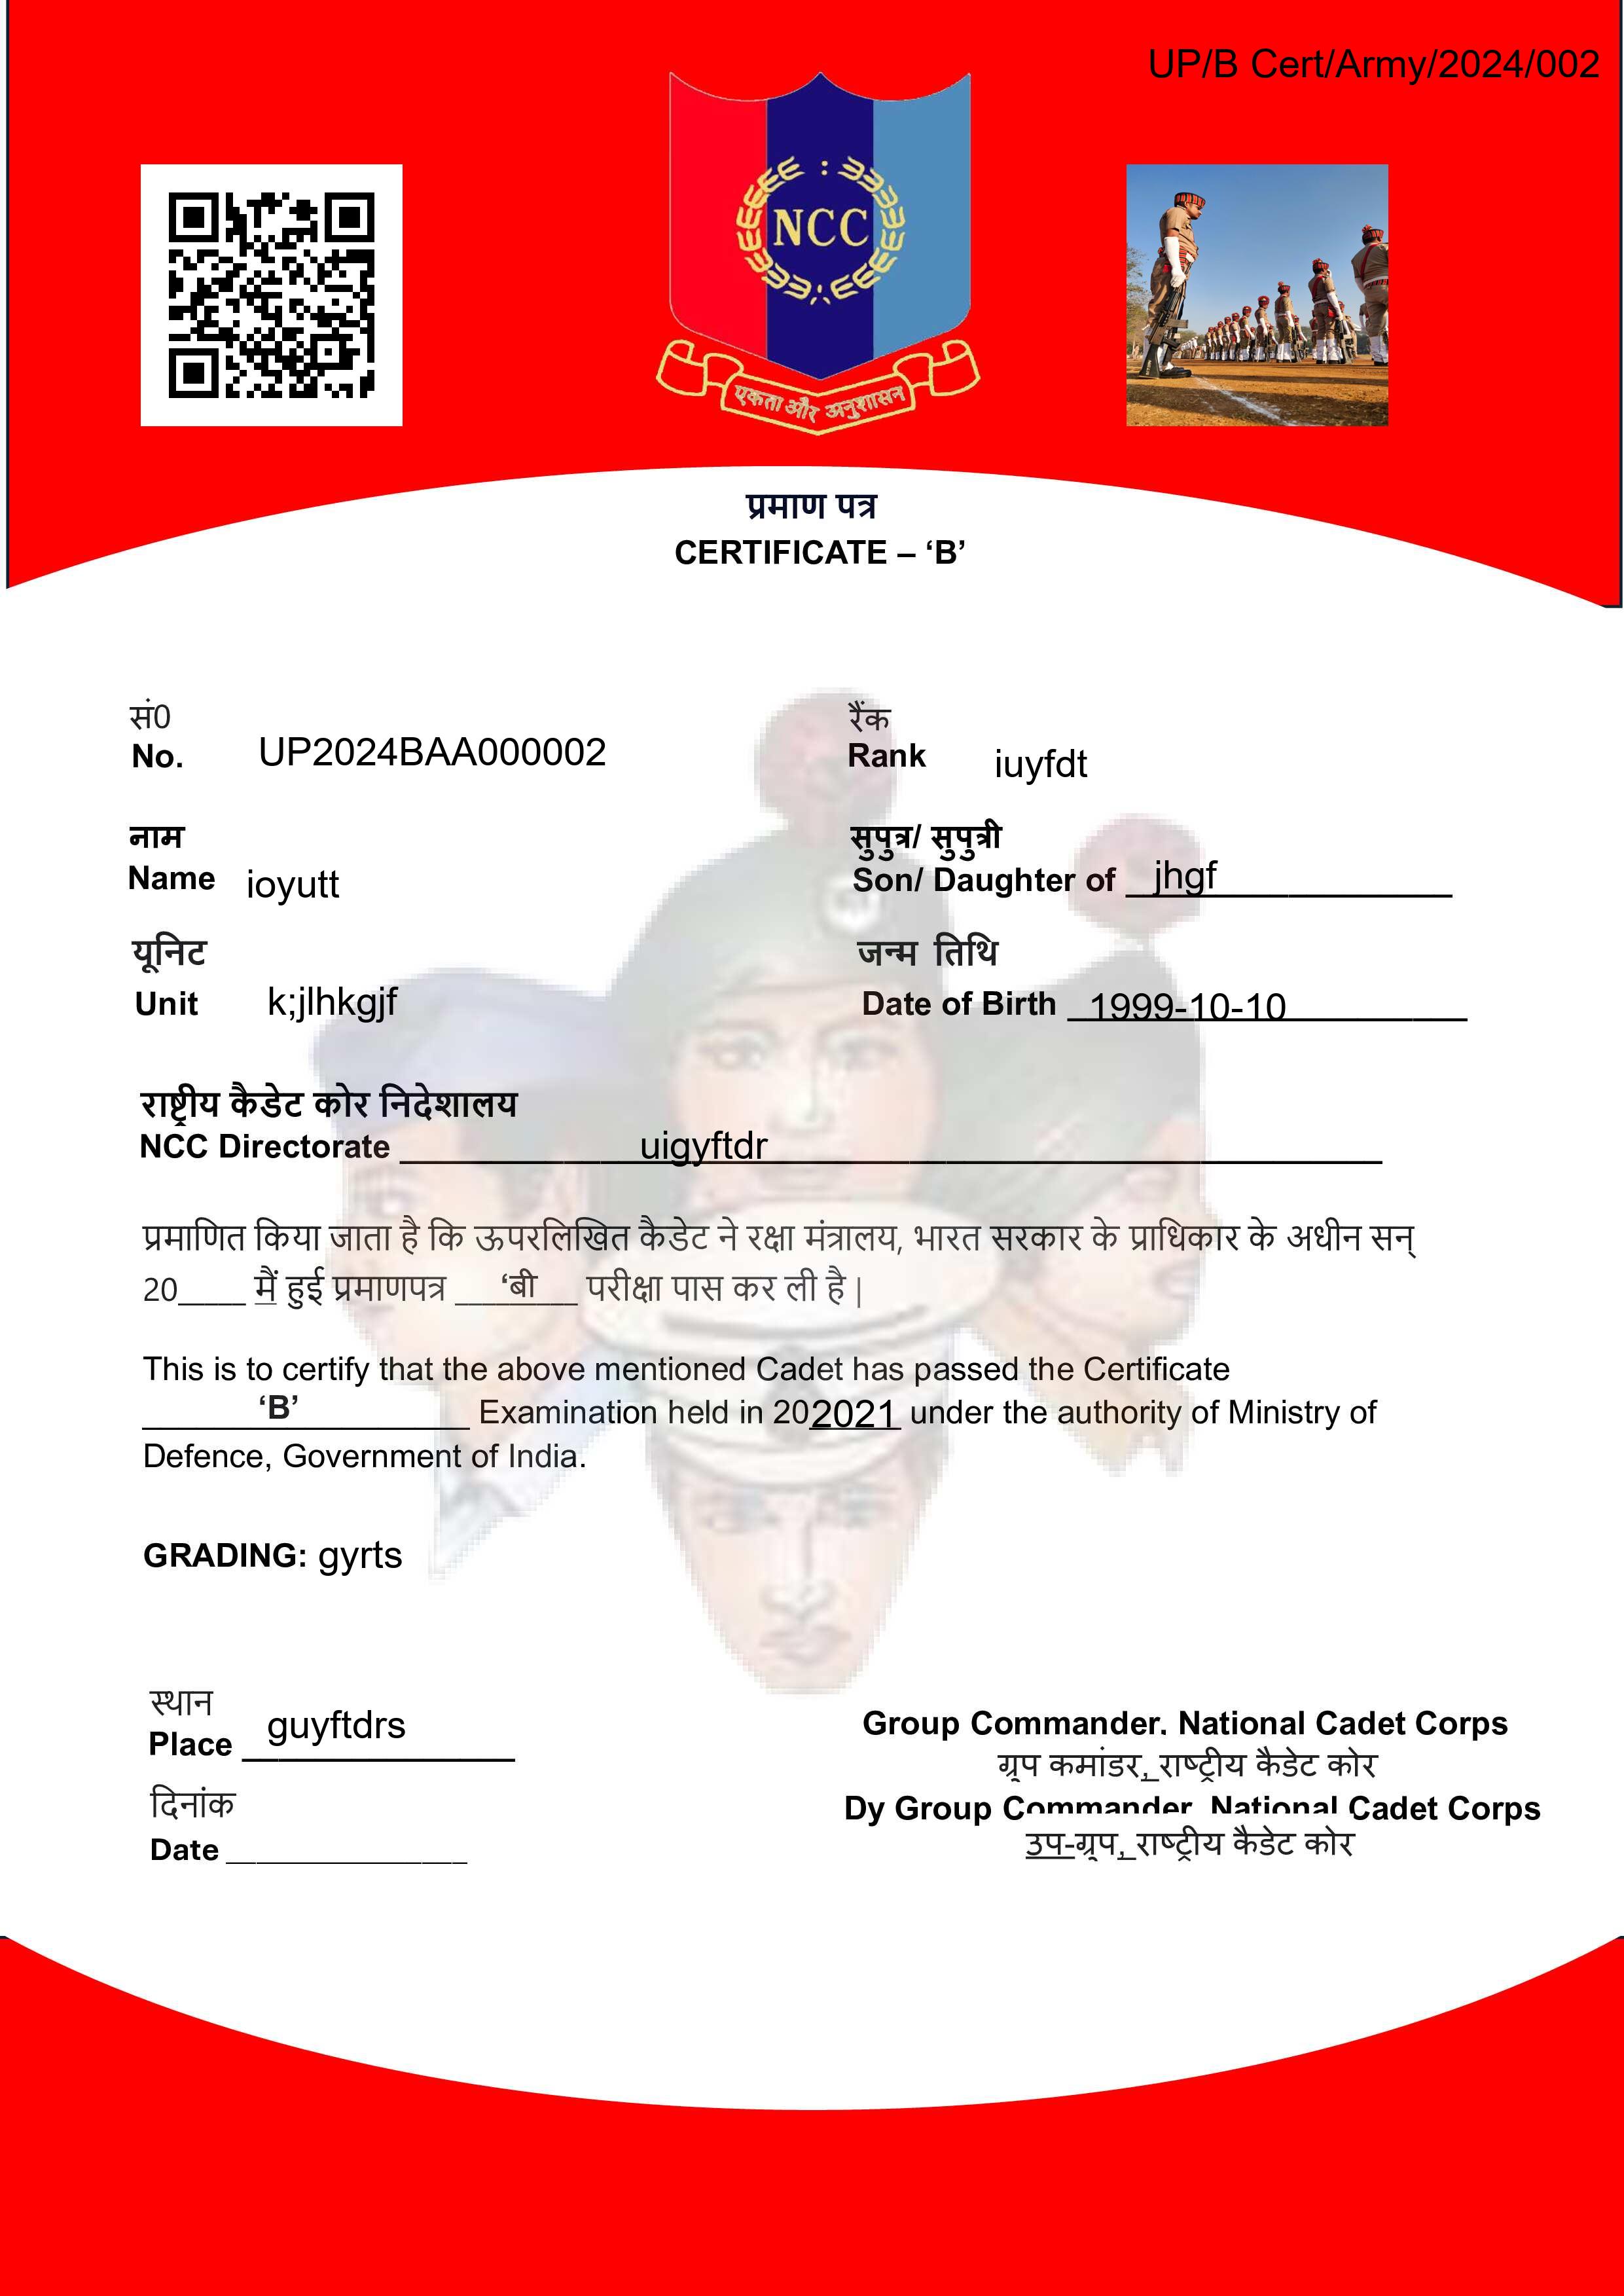 UP/B Cert/Army/2024/002
NCC
एकता और अनुशासन
प्रमाण पत्र
CERTIFICATE – ‘B’
सं0 रैंक
No. UP2024BAA000002 Rank iuyfdt
नाम सुपुत्र/ सुपुत्री
Name ioyutt Son/ Daughter of jhgf
यूनिट जन्म तिथि
Unit k;jlhkgjf Date of Birth 1999-10-10
राष्ट्रीय कैडेट कोर निदेशालय
NCC Directorate uigyftdr
प्रमाणित किया जाता है कि ऊपरलिखित कैडेट ने रक्षा मंत्रालय, भारत सरकार के प्राधिकार के अधीन सन्
20____ मैं हुई प्रमाणपत्र ‘बी परीक्षा पास कर ली है |
This is to certify that the above mentioned Cadet has passed the Certificate
‘B’ Examination held in 202021 under the authority of Ministry of
Defence, Government of India.
GRADING: gyrts
स्थान
Place guyftdrs
Group Commander, National Cadet Corps
ग्रुप कमांडर, राष्ट्रीय कैडेट कोर
दिनांक
Dy Group Commander, National Cadet Corps
Date ______________
उप-ग्रुप, राष्ट्रीय कैडेट कोर